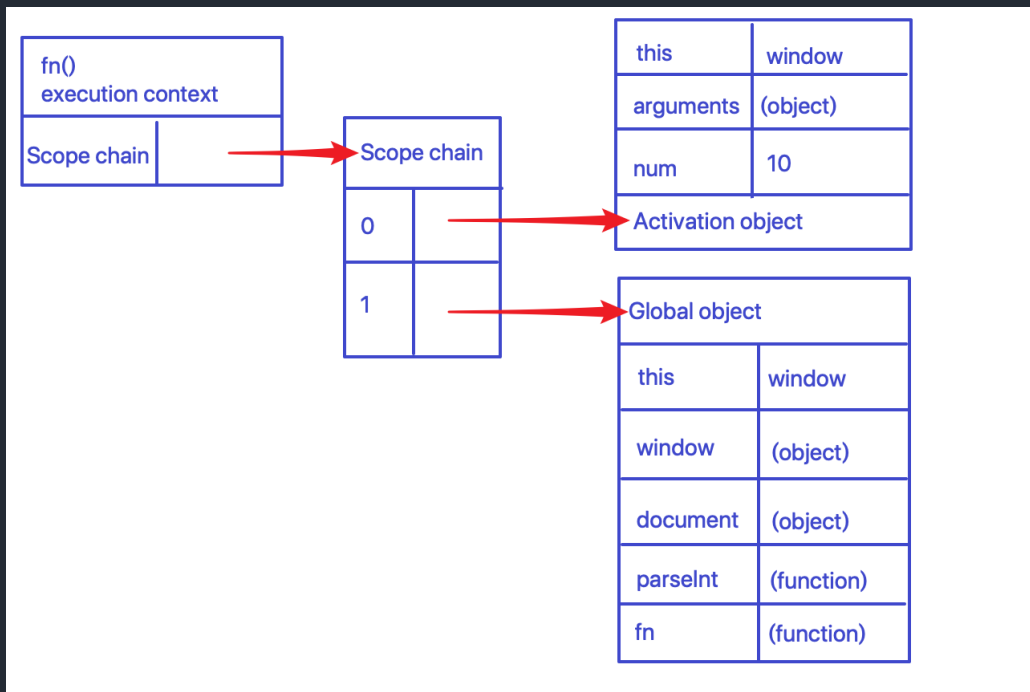 fn()
execution context
Scope chain
Scope chain
0
1
this window
arguments (object)
num 10
Activation object
Global object
this window
window (object)
document (object)
parseInt (function)
fn (function)